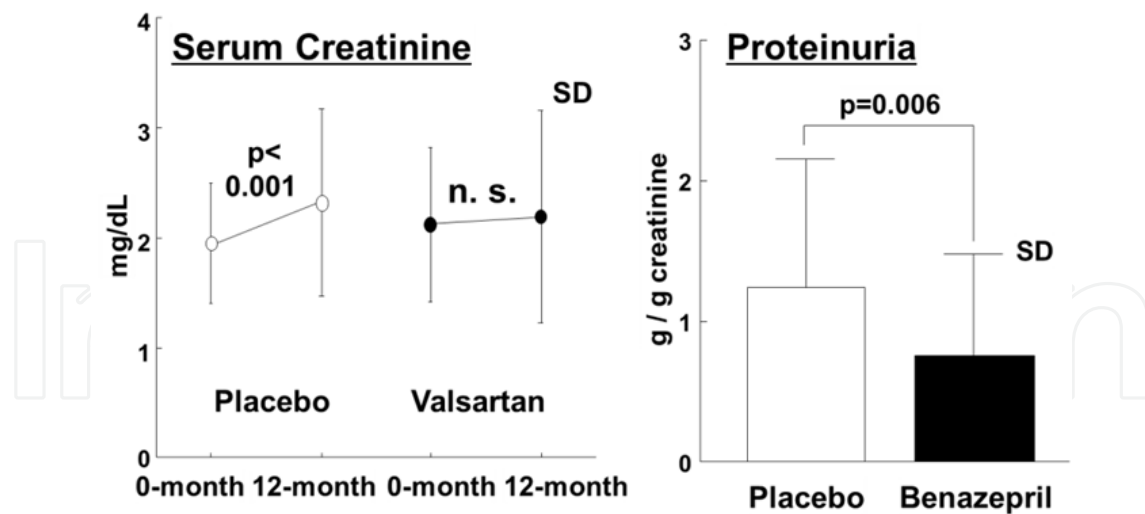 Serum Creatinine
4
3
2
1
0
mg/dL
p<
0.001
n. s.
SD
Placebo
Valsartan
0-month 12-month 0-month 12-month
Proteinuria
3
2
1
0
g / g creatinine
p=0.006
SD
Placebo
Benazepril